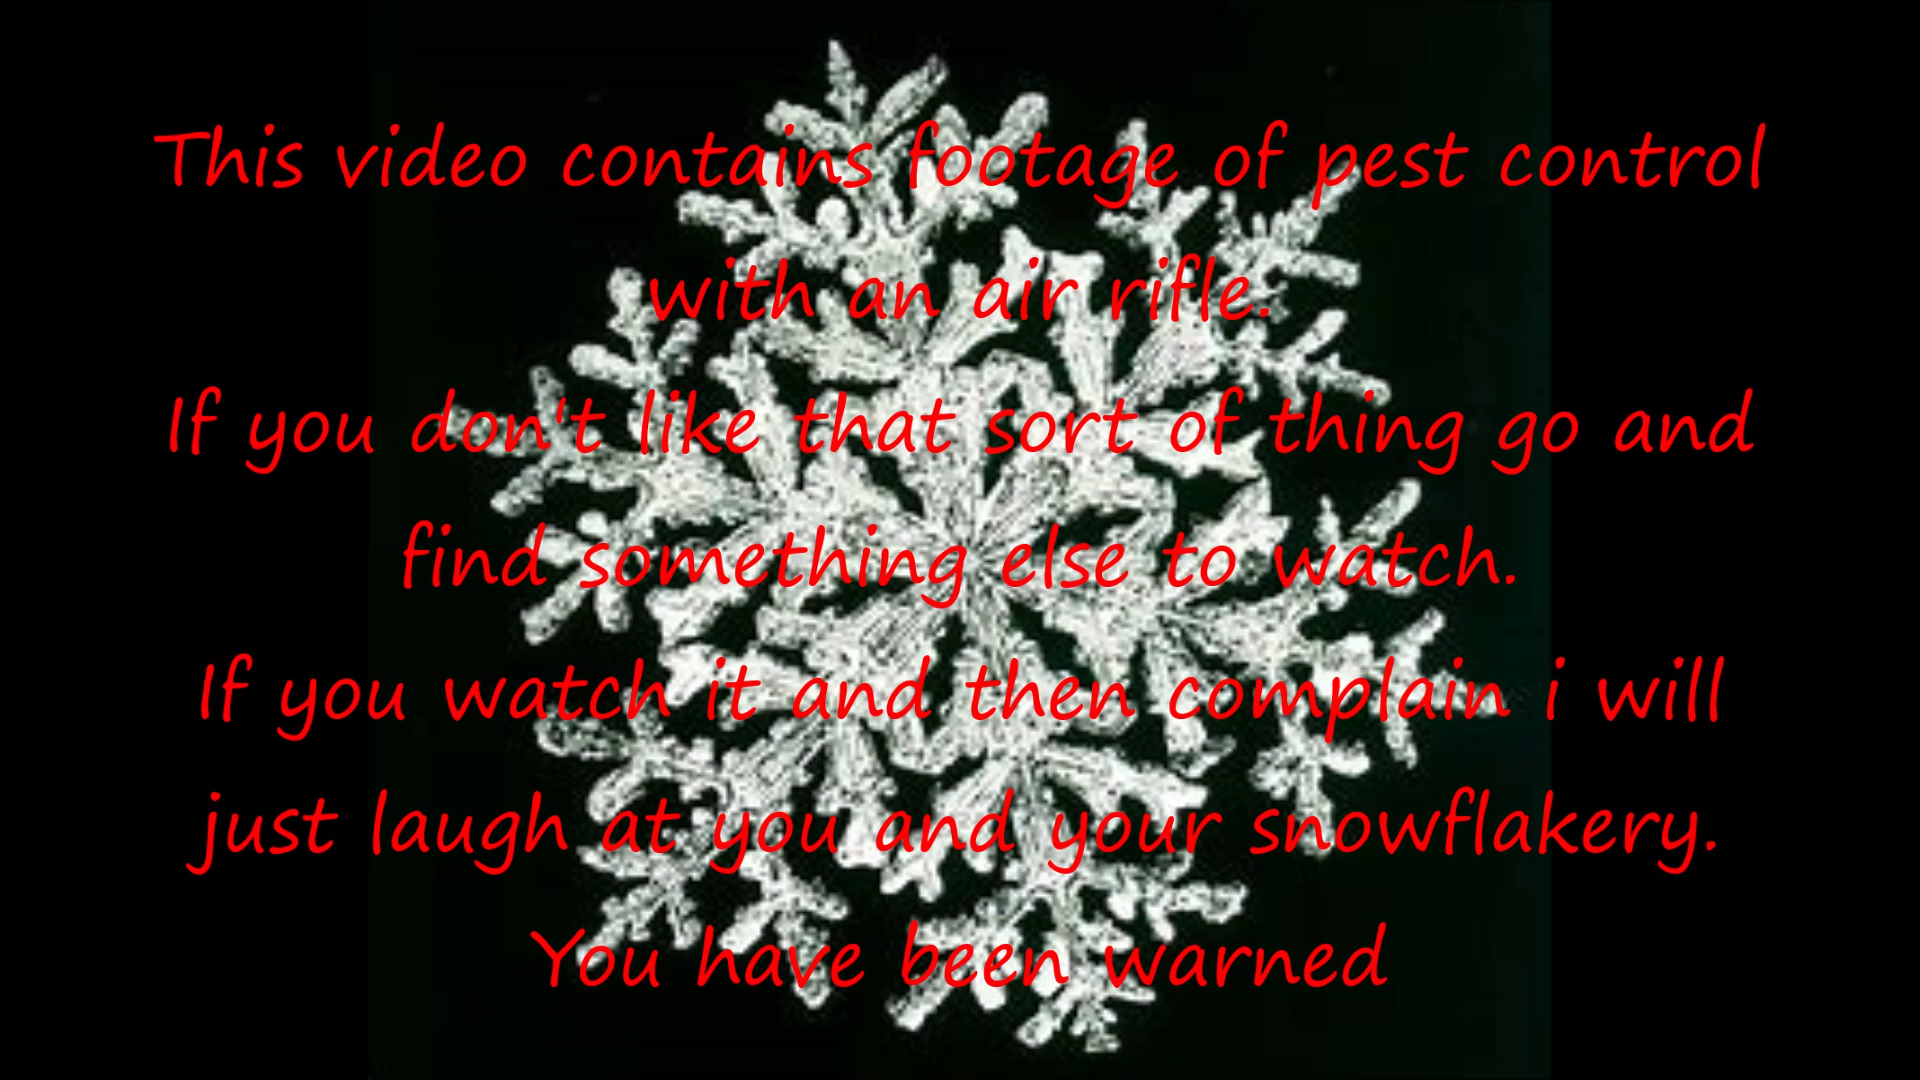 This video contains footage of pest control
with an air rifle.
If you don't like that sort of thing go and
find something else to watch.
If you watch it and then complain i will
just laugh at you and your snowflakery.
You have been warned